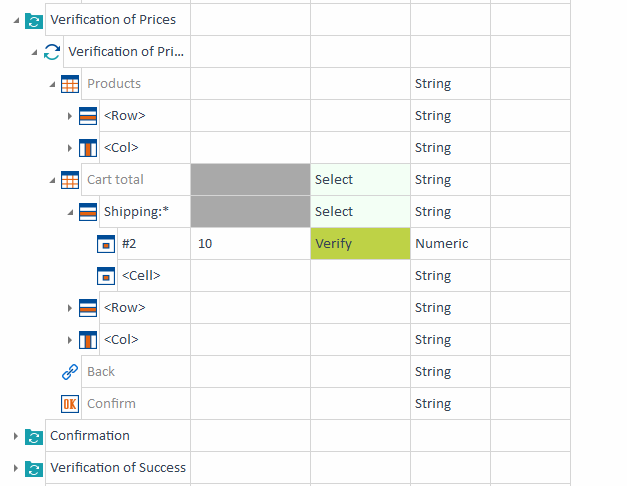 Verification of Prices
Verification of Pri...
Products String
<Row> String
<Col> String
Cart total Select String
Shipping:* Select String
#2 10 Verify Numeric
<Cell> String
<Row> String
<Col> String
Back String
OK Confirm String
Confirmation
Verification of Success